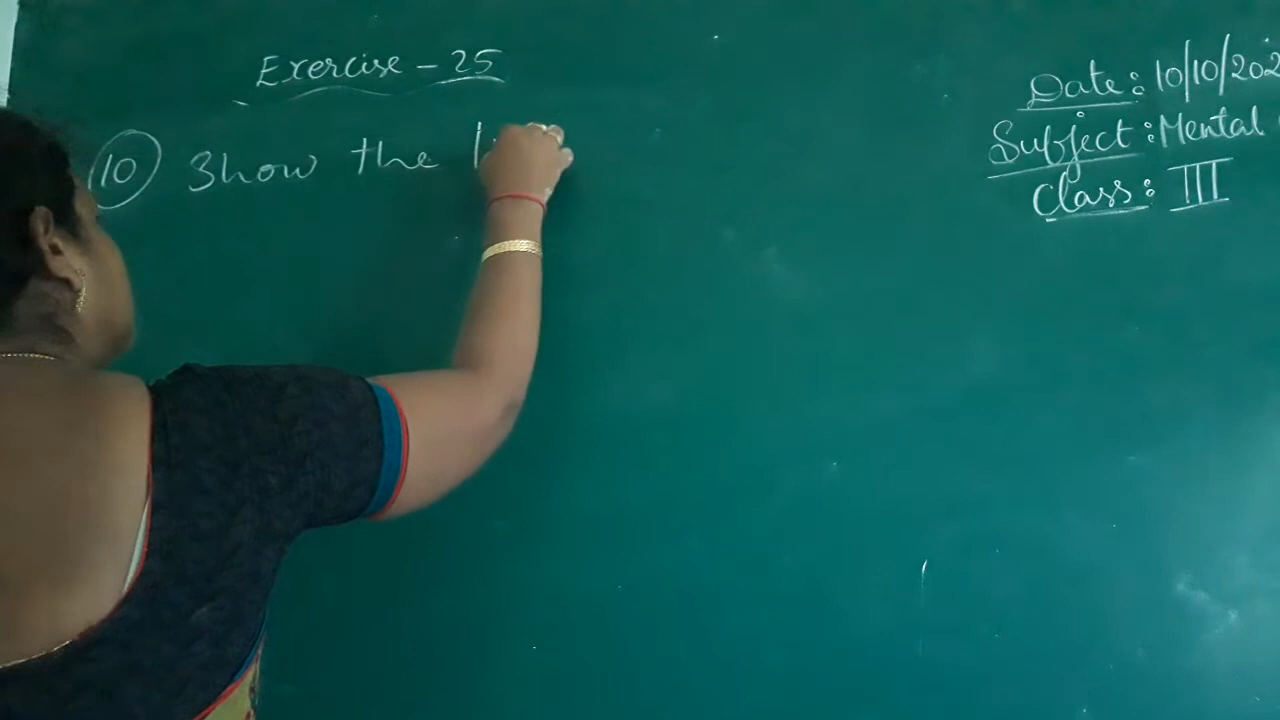 Exercise - 25
10 Show the
Date: 10/10/202
Subject: Mental
Class: III